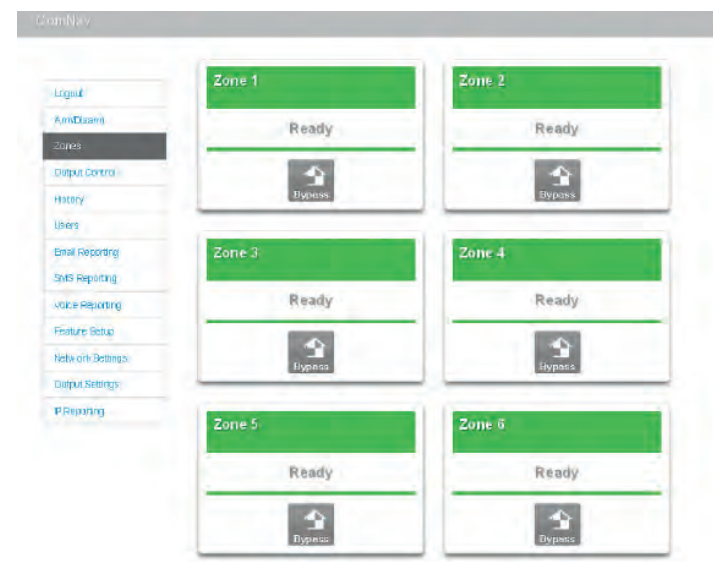 ComNav
Logout
Arm/Disarm
Zones
Output Control
History
Users
Email Reporting
SMS Reporting
Voice Reporting
Feature Setup
Network Settings
Output Settings
IP Reporting
Zone 1
Ready
Bypass
Zone 2
Ready
Bypass
Zone 3
Ready
Bypass
Zone 4
Ready
Bypass
Zone 5
Ready
Bypass
Zone 6
Ready
Bypass